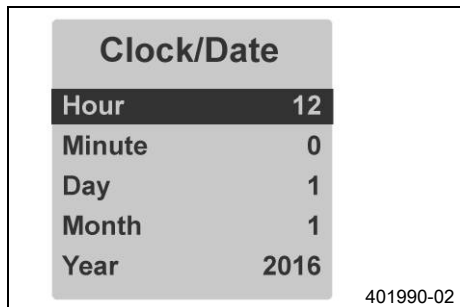 Clock/Date
Hour 12
Minute 0
Day 1
Month 1
Year 2016
401990-02